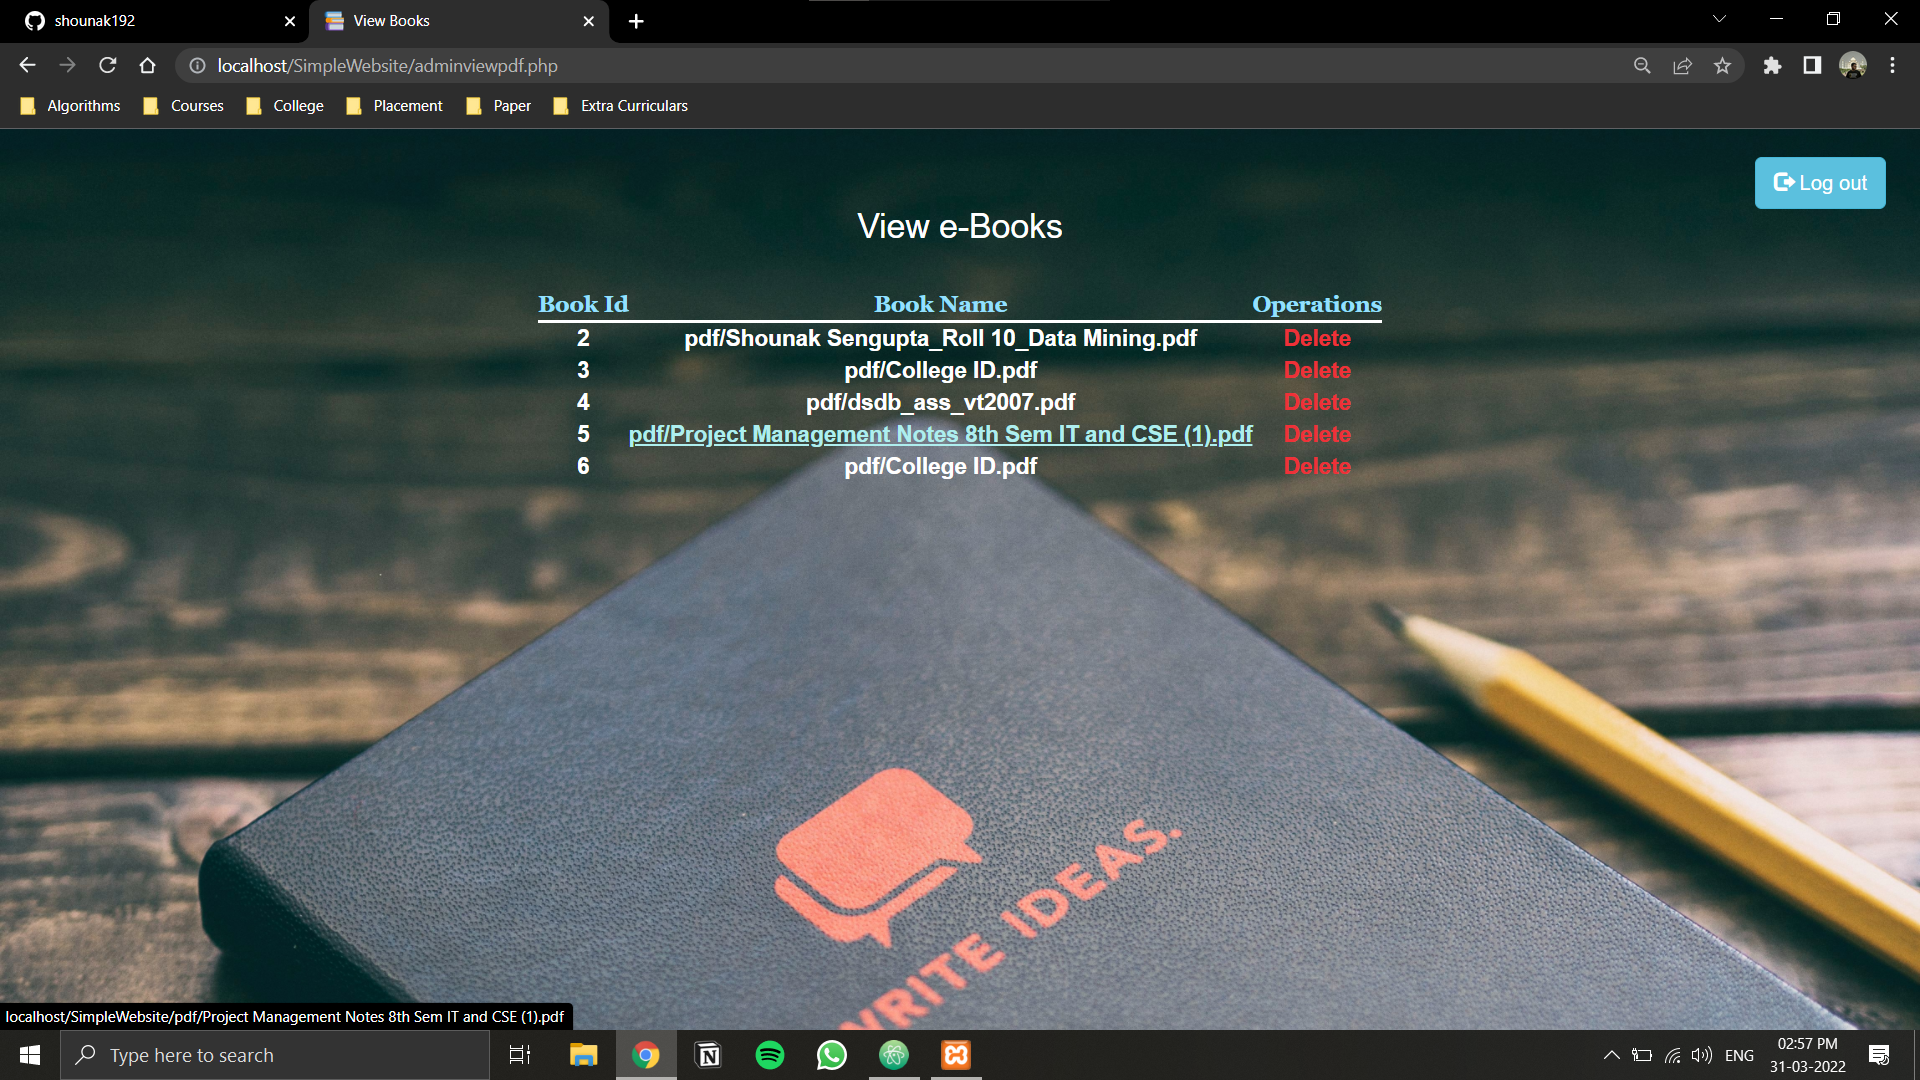 shounak192
View Books
localhost/SimpleWebsite/adminviewpdf.php
Algorithms Courses College Placement Paper Extra Curriculars
Log out
View e-Books
Book Id Book Name Operations
2 pdf/Shounak Sengupta_Roll 10_Data Mining.pdf Delete
3 pdf/College ID.pdf Delete
4 pdf/dsdb_ass_vt2007.pdf Delete
5 pdf/Project Management Notes 8th Sem IT and CSE (1).pdf Delete
6 pdf/College ID.pdf Delete
WRITE IDEAS.
localhost/SimpleWebsite/pdf/Project Management Notes 8th Sem IT and CSE (1).pdf
Type here to search
ENG
02:57 PM
31-03-2022